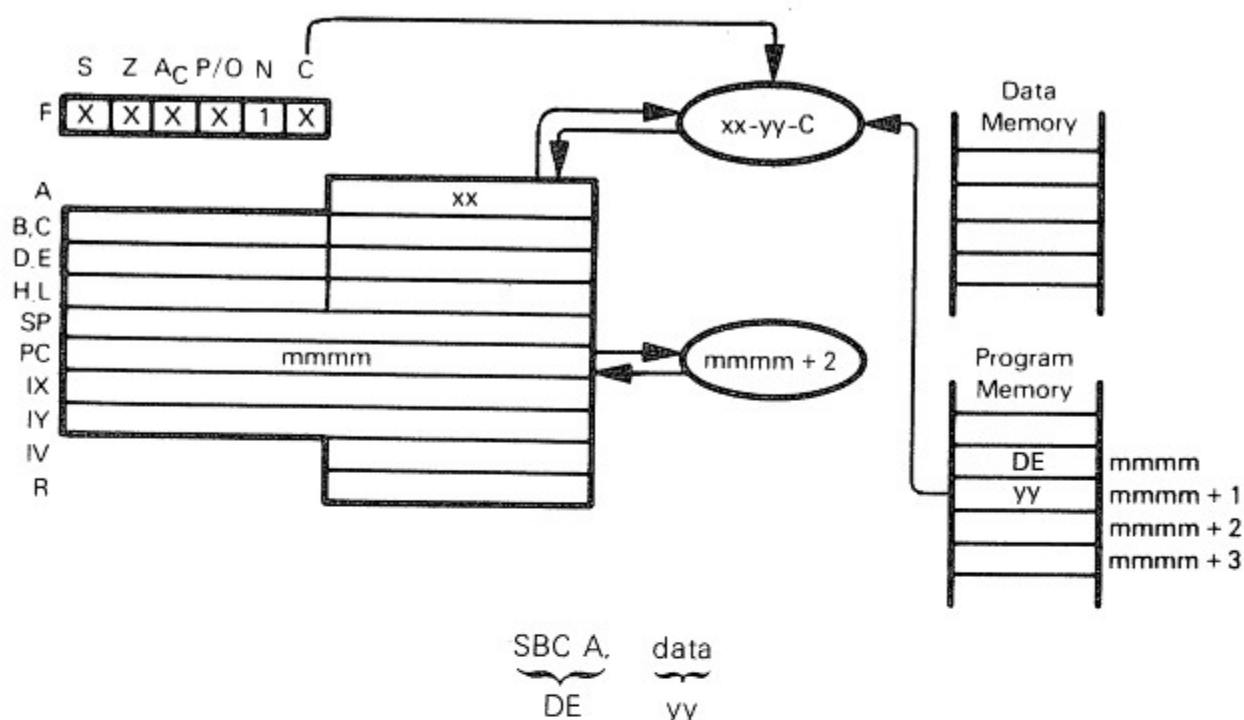 S Z AC P/O N C
F X X X X 1 X
xx-yy-C
Data
Memory
A xx
B,C
D,E
H,L
SP
PC mmmm
mmmm + 2
IX
IY
IV
R
Program
Memory
DE mmmm
yy mmmm + 1
mmmm + 2
mmmm + 3
SBC A, data
DE yy